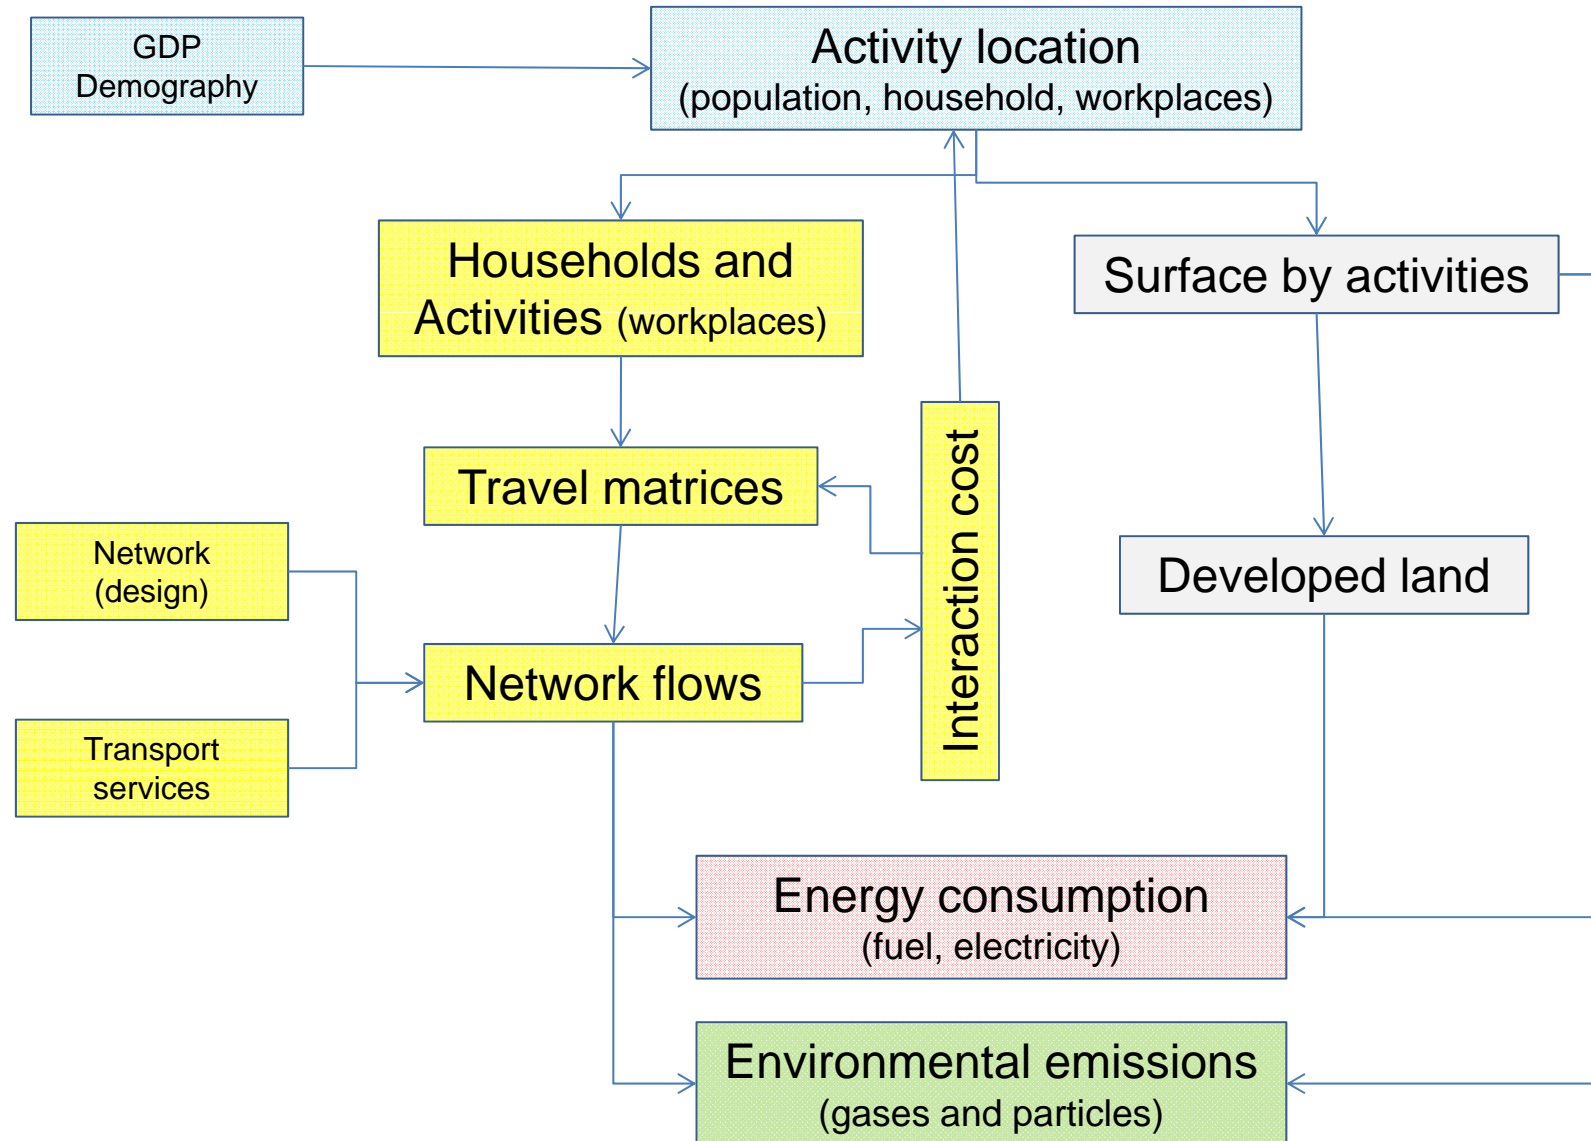 GDP
Demography
Activity location
(population, household, workplaces)
Households and
Activities (workplaces)
Surface by activities
Travel matrices
Interaction cost
Network
(design)
Developed land
Network flows
Transport
services
Energy consumption
(fuel, electricity)
Environmental emissions
(gases and particles)